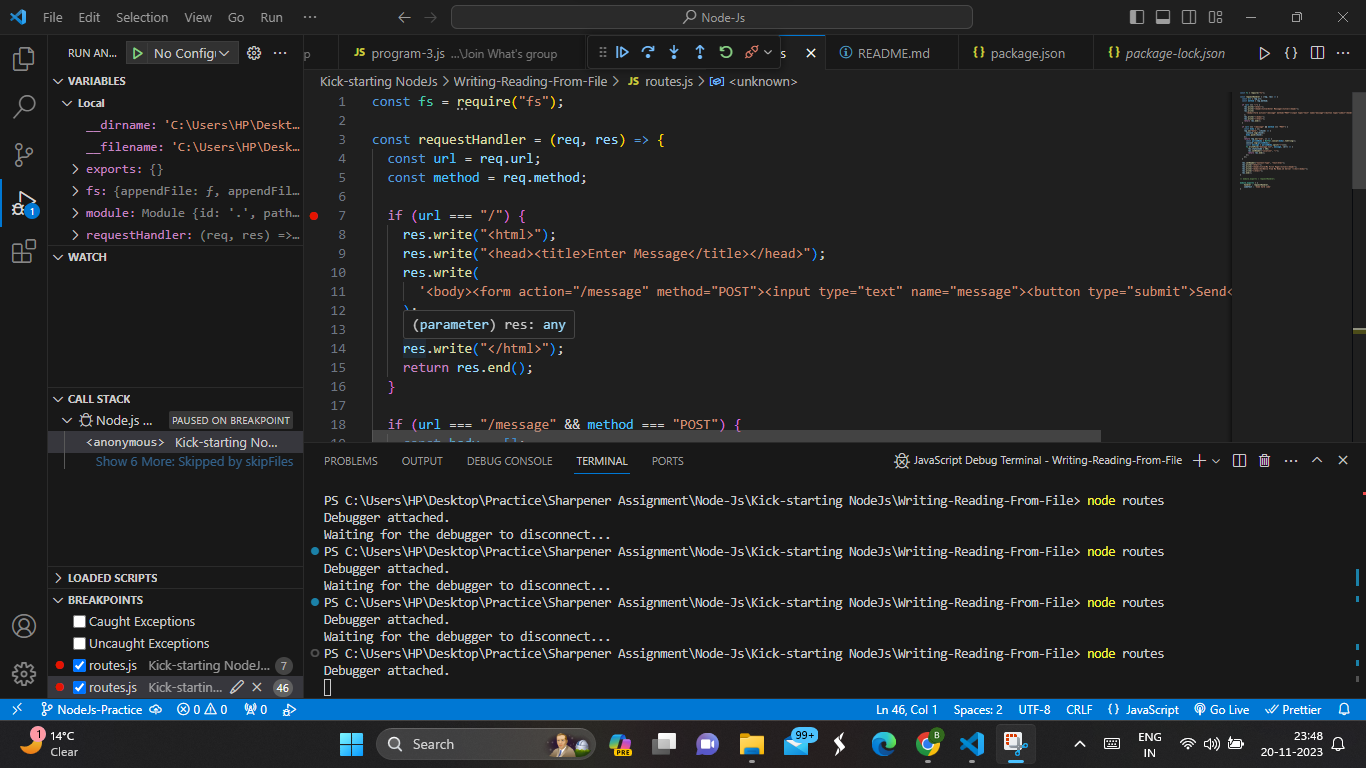 File Edit Selection View Go Run ··· Node-Js
RUN AN... No Config ···
p JS program-3.js ...\Join What's group s README.md {} package.json {} package-lock.json ···
Kick-starting NodeJs > Writing-Reading-From-File > JS routes.js > <unknown>
VARIABLES
Local
__dirname: 'C:\Users\HP\Deskt...
__filename: 'C:\Users\HP\Desk...
exports: {}
fs: {appendFile: ƒ, appendFil...
module: Module {id: '.', path...
requestHandler: (req, res) =>...
WATCH
CALL STACK
Node.js ... PAUSED ON BREAKPOINT
<anonymous> Kick-starting No...
Show 6 More: Skipped by skipFiles
LOADED SCRIPTS
BREAKPOINTS
Caught Exceptions
Uncaught Exceptions
routes.js Kick-starting NodeJ... 7
routes.js Kick-startin... 46
1
1 const fs = require("fs");
2
3 const requestHandler = (req, res) => {
4 const url = req.url;
5 const method = req.method;
6
7 if (url === "/") {
8 res.write("<html>");
9 res.write("<head><title>Enter Message</title></head>");
10 res.write(
11 '<body><form action="/message" method="POST"><input type="text" name="message"><button type="submit">Send<
12 );
13 (parameter) res: any
14 res.write("</html>");
15 return res.end();
16 }
17
18 if (url === "/message" && method === "POST") {
19 const body = [];
PROBLEMS OUTPUT DEBUG CONSOLE TERMINAL PORTS JavaScript Debug Terminal - Writing-Reading-From-File ···
PS C:\Users\HP\Desktop\Practice\Sharpener Assignment\Node-Js\Kick-starting NodeJs\Writing-Reading-From-File> node routes
Debugger attached.
Waiting for the debugger to disconnect...
PS C:\Users\HP\Desktop\Practice\Sharpener Assignment\Node-Js\Kick-starting NodeJs\Writing-Reading-From-File> node routes
Debugger attached.
Waiting for the debugger to disconnect...
PS C:\Users\HP\Desktop\Practice\Sharpener Assignment\Node-Js\Kick-starting NodeJs\Writing-Reading-From-File> node routes
Debugger attached.
Waiting for the debugger to disconnect...
PS C:\Users\HP\Desktop\Practice\Sharpener Assignment\Node-Js\Kick-starting NodeJs\Writing-Reading-From-File> node routes
Debugger attached.
NodeJs-Practice 0 0 0 Ln 46, Col 1 Spaces: 2 UTF-8 CRLF {} JavaScript Go Live Prettier
1 14°C
Clear
Search
PRE
99+
B
ENG
IN
23:48
20-11-2023